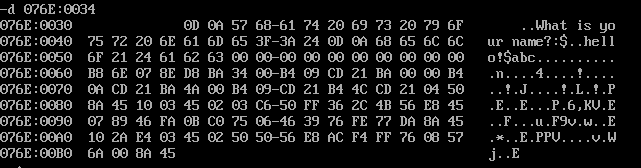 -d 076E:0034
076E:0030              0D 0A 57 68-61 74 20 69 73 20 79 6F       ..What is yo
076E:0040  75 72 20 6E 61 6D 65 3F-3A 24 0D 0A 68 65 6C 6C   ur name?:$..hell
076E:0050  6F 21 24 61 62 63 00 00-00 00 00 00 00 00 00 00   o!$abc..........
076E:0060  B8 6E 07 8E D8 BA 34 00-B4 09 CD 21 BA 00 00 B4   .n....4....!....
076E:0070  0A CD 21 BA 4A 00 B4 09-CD 21 B4 4C CD 21 04 50   ..!.J....!.L.!.P
076E:0080  8A 45 10 03 45 02 03 C6-50 FF 36 2C 4B 56 E8 45   .E..E...P.6,KV.E
076E:0090  07 89 46 FA 0B C0 75 06-46 39 76 FE 77 DA 8A 45   ..F...u.F9v.w..E
076E:00A0  10 2A E4 03 45 02 50 50-56 E8 AC F4 FF 76 08 57   .*..E.PPV....v.W
076E:00B0  6A 00 8A 45                                       j..E